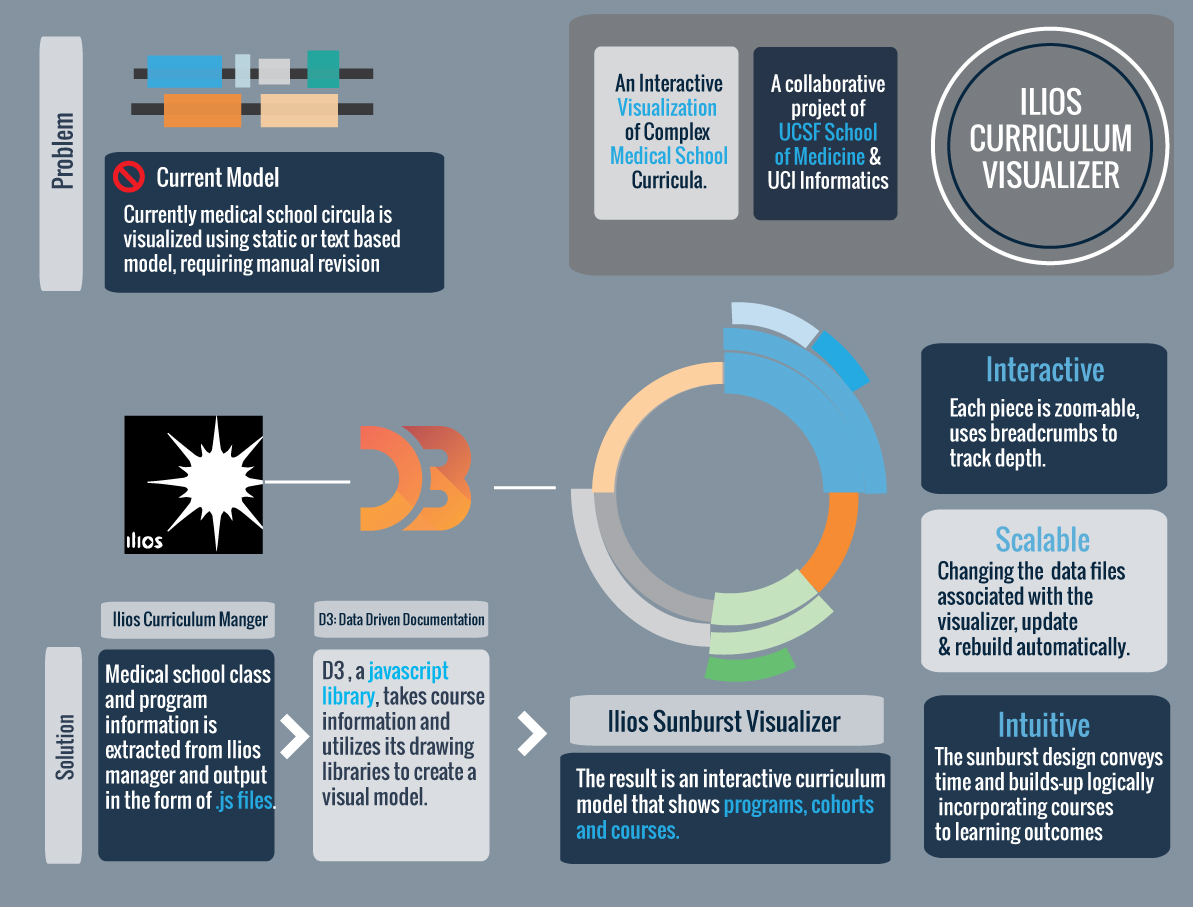 Problem
Current Model
Currently medical school circula is
visualized using static or text based
model, requiring manual revision
An Interactive
Visualization
of Complex
Medical School
Curricula.
A collaborative
project of
UCSF School
of Medicine &
UCI Informatics
ILIOS
CURRICULUM
VISUALIZER
ilios
D3
Interactive
Each piece is zoom-able,
uses breadcrumbs to
track depth.
Scalable
Changing the data files
associated with the
visualizer, update
& rebuild automatically.
Intuitive
The sunburst design conveys
time and builds-up logically
incorporating courses
to learning outcomes
Solution
Ilios Curriculum Manger
Medical school class
and program
information is
extracted from Ilios
manager and output
in the form of .js files.
D3: Data Driven Documentation
D3 , a javascript
library, takes course
information and
utilizes its drawing
libraries to create a
visual model.
Ilios Sunburst Visualizer
The result is an interactive curriculum
model that shows programs, cohorts
and courses.